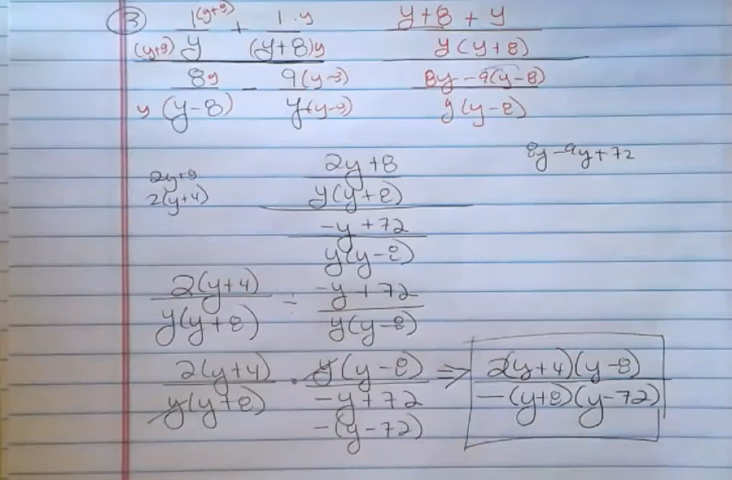 ③ 1(y+8)/(y+8)y + 1·y/(y+8)y    y+8+y/y(y+8)
8y/y(y-8) - 9(y-8)/y(y-8)    8y-9(y-8)/y(y-8)
8y-9y+72
2y+8    2y+8/y(y+8)
2(y+4)
-y+72/y(y-8)
2(y+4)/y(y+8) ÷ -y+72/y(y-8)
2(y+4)/y(y+8) · y(y-8)/-y+72 ⇒ 2(y+4)(y-8)/-(y+8)(y-72)
-(y-72)